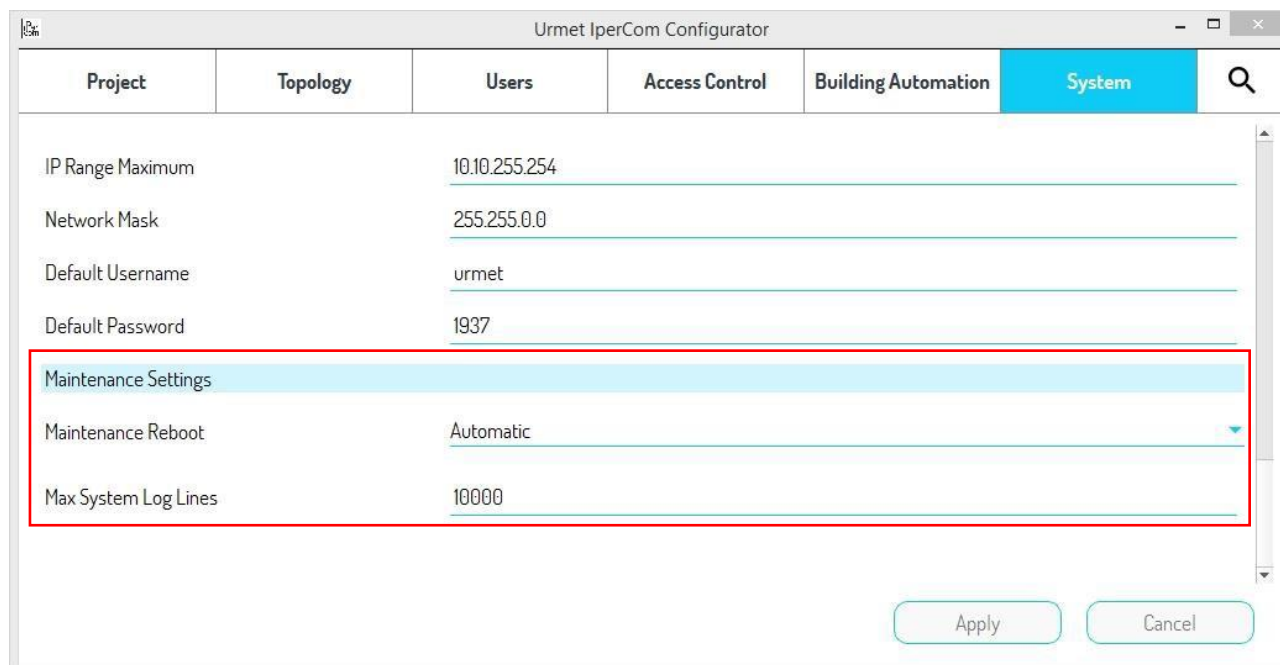 Urmet IperCom Configurator
Project Topology Users Access Control Building Automation System
IP Range Maximum 10.10.255.254
Network Mask 255.255.0.0
Default Username urmet
Default Password 1937
Maintenance Settings
Maintenance Reboot Automatic
Max System Log Lines 10000
Apply Cancel